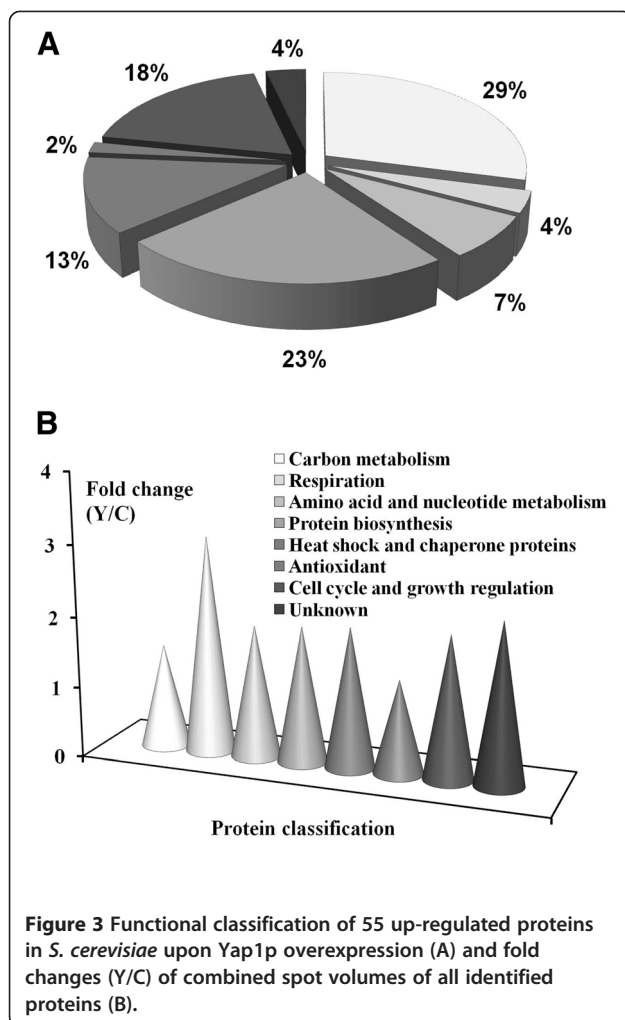 A
4%
18%
29%
2%
4%
13%
7%
23%
B
4
Fold change
(Y/C)
3
2
1
0
Carbon metabolism
Respiration
Amino acid and nucleotide metabolism
Protein biosynthesis
Heat shock and chaperone proteins
Antioxidant
Cell cycle and growth regulation
Unknown
Protein classification
Figure 3 Functional classification of 55 up-regulated proteins
in S. cerevisiae upon Yap1p overexpression (A) and fold
changes (Y/C) of combined spot volumes of all identified
proteins (B).